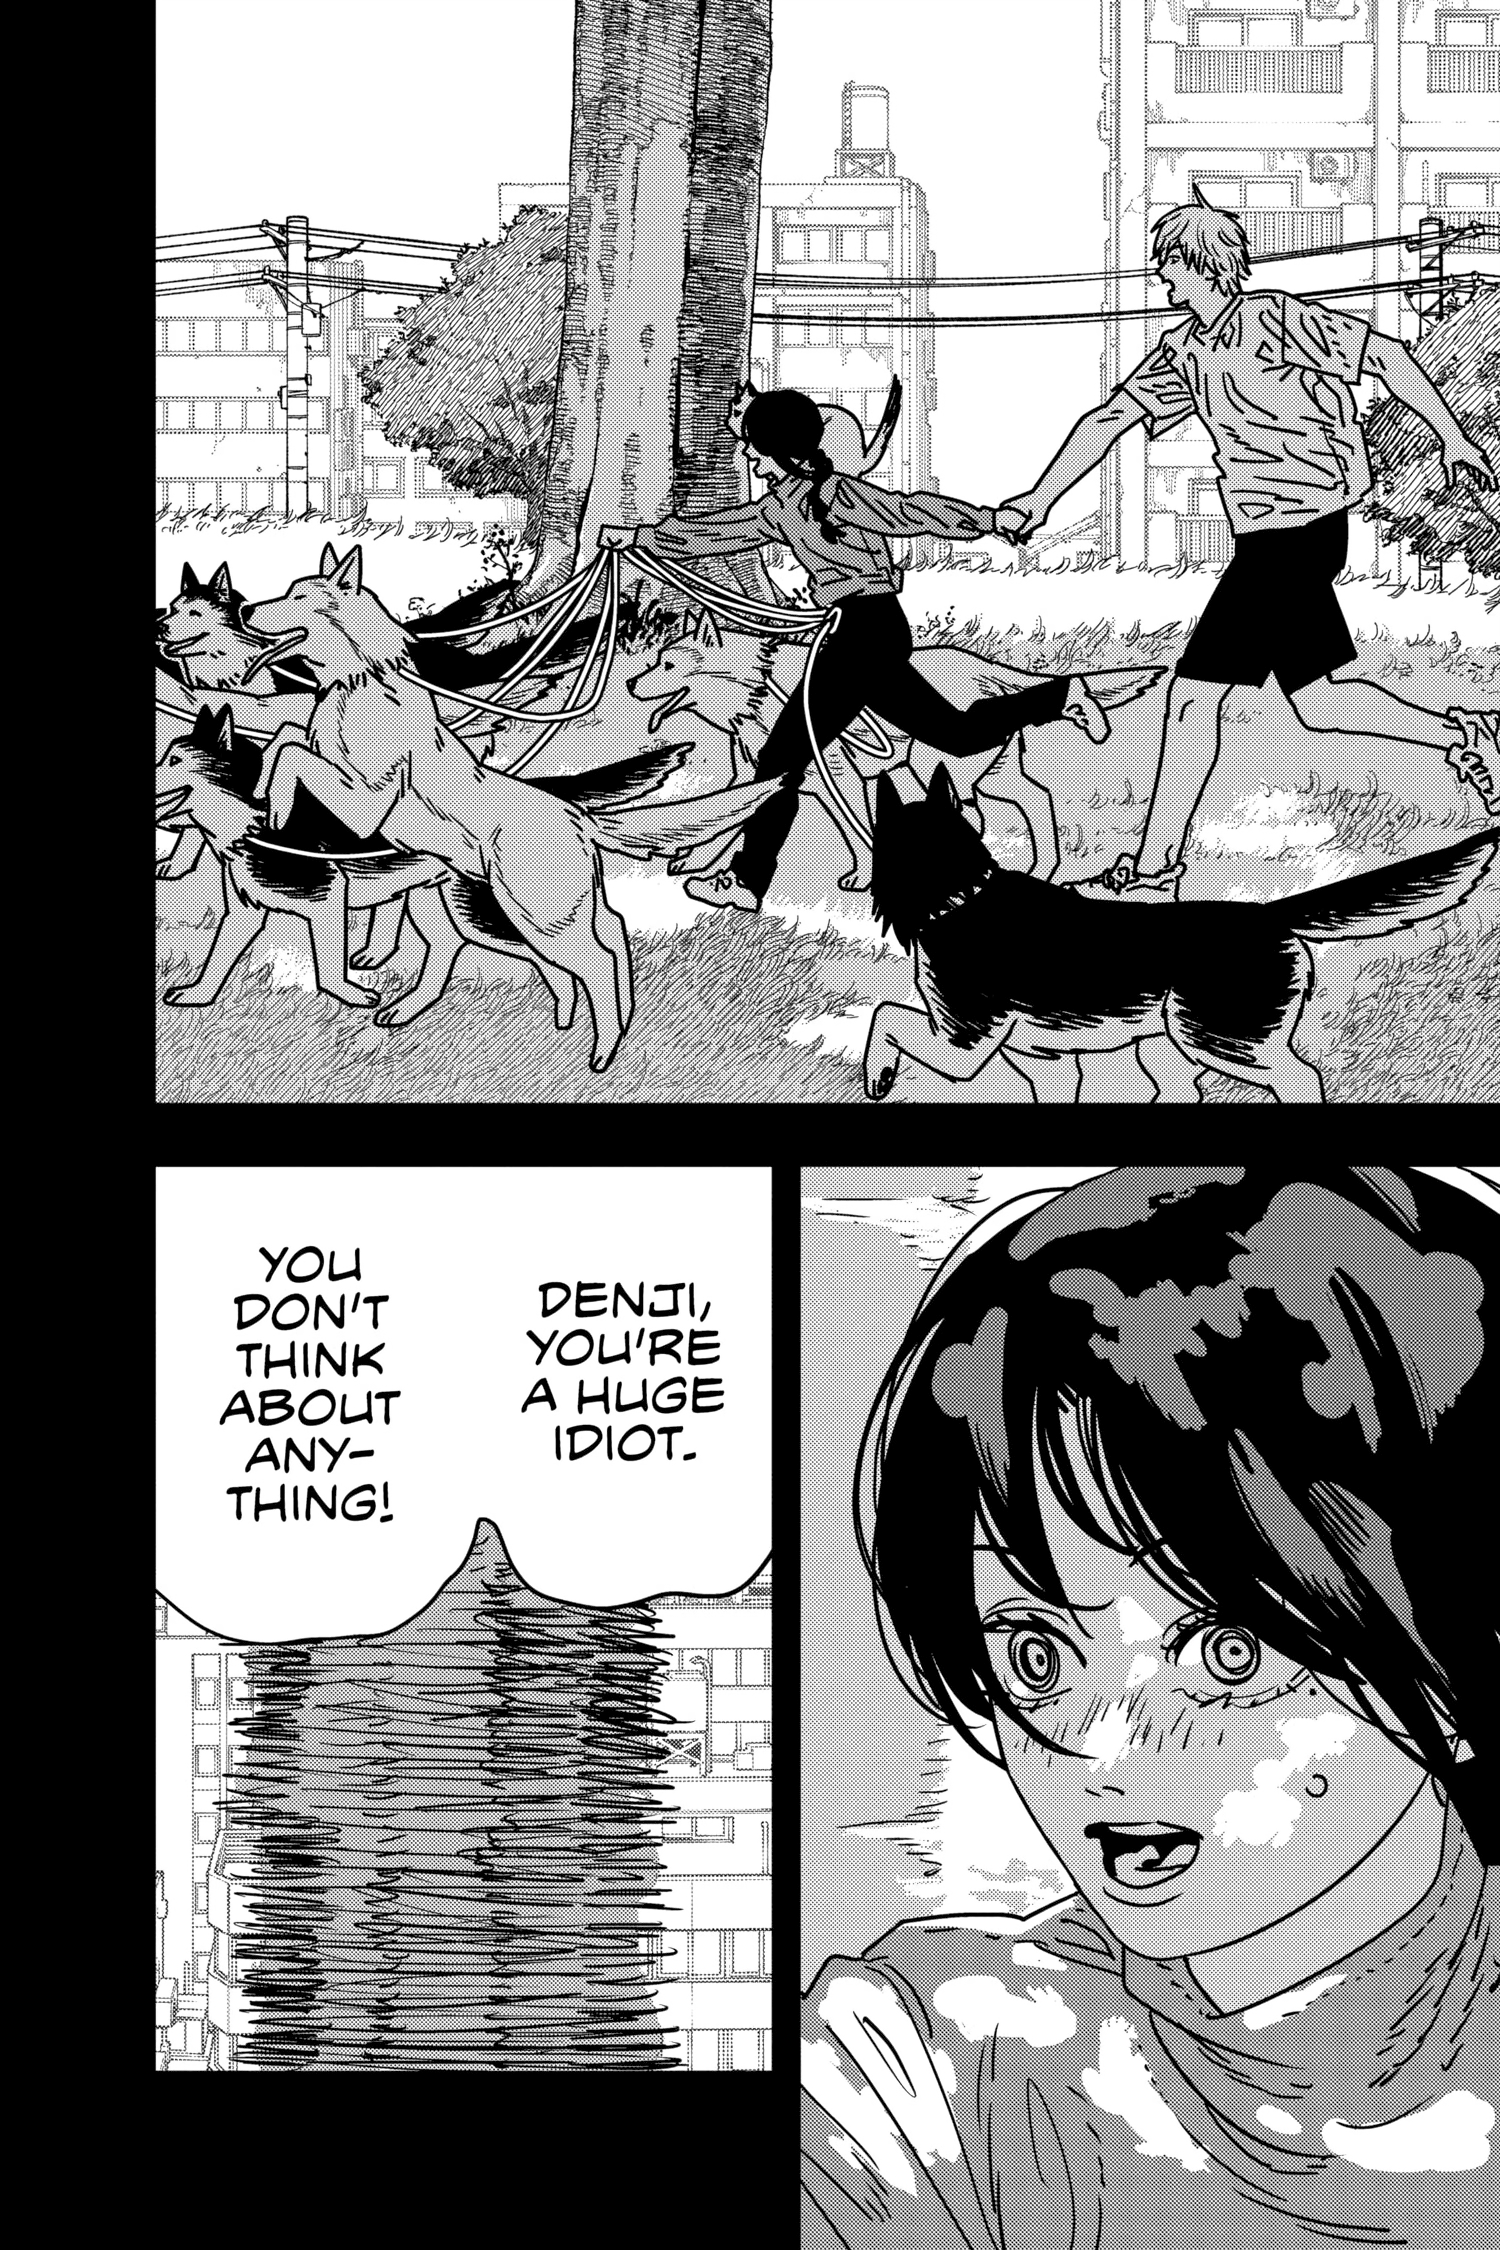 DENJI,
YOU'RE
A HUGE
IDIOT.
YOU
DON'T
THINK
ABOUT
ANY-
THING!